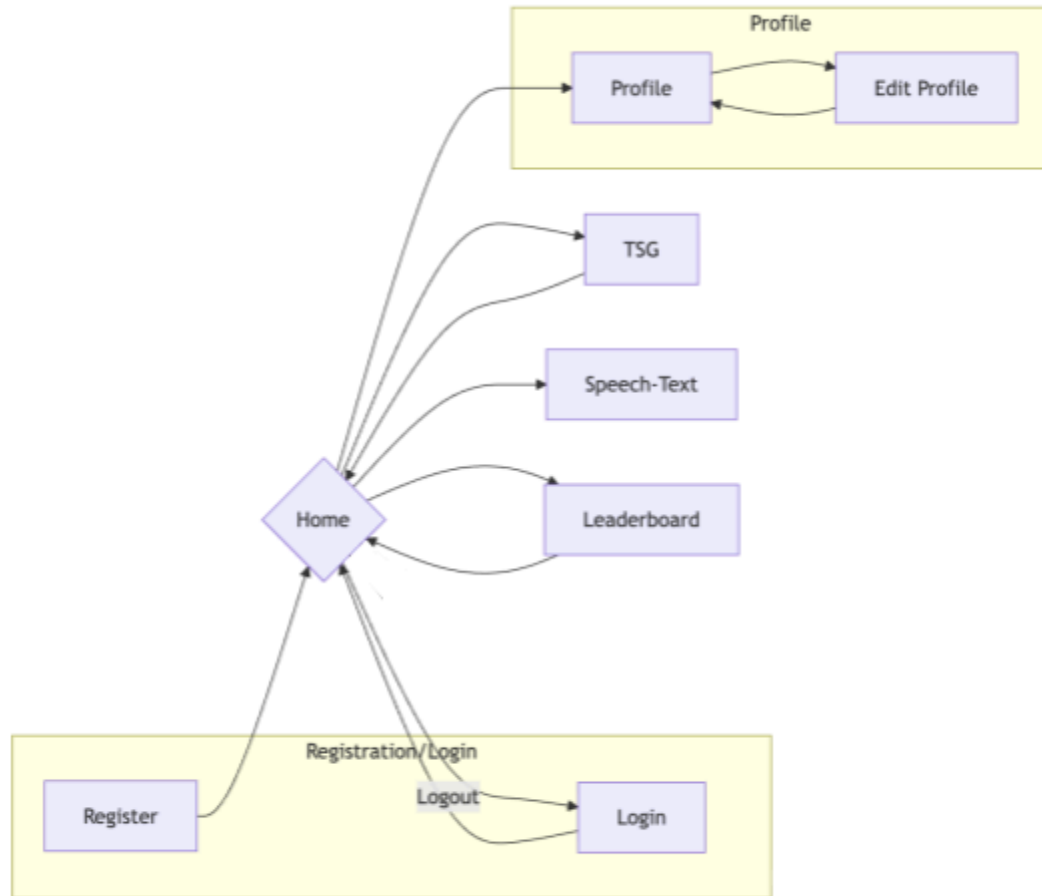 Profile
Profile
Edit Profile
TSG
Speech-Text
Home
Leaderboard
Registration/Login
Register
Logout
Login